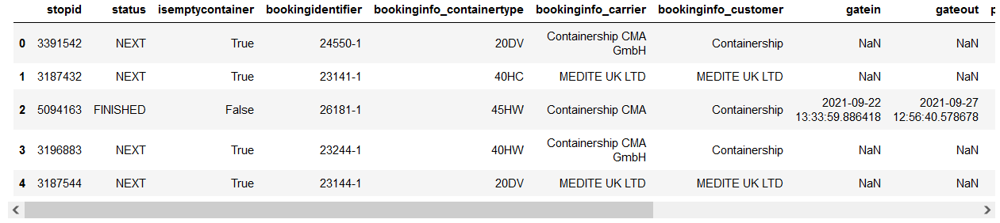 stopid status isemptycontainer bookingidentifier bookinginfo_containertype bookinginfo_carrier bookinginfo_customer gatein gateout
0 3391542 NEXT True 24550-1 20DV Containership CMA GmbH Containership NaN NaN
1 3187432 NEXT True 23141-1 40HC MEDITE UK LTD MEDITE UK LTD NaN NaN
2 5094163 FINISHED False 26181-1 45HW Containership CMA Containership 2021-09-22 13:33:59.886418 2021-09-27 12:56:40.578678
3 3196883 NEXT True 23244-1 40HW Containership CMA GmbH Containership NaN NaN
4 3187544 NEXT True 23144-1 20DV MEDITE UK LTD MEDITE UK LTD NaN NaN